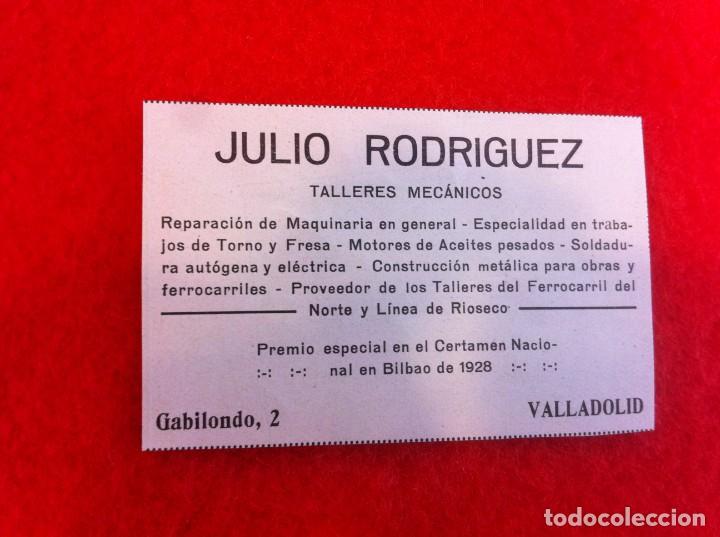 JULIO RODRIGUEZ
TALLERES MECÁNICOS
Reparación de Maquinaria en general - Especialidad en traba-
jos de Torno y Fresa - Motores de Aceites pesados - Soldadu-
ra autógena y eléctrica - Construcción metálica para obras y
ferrocarriles - Proveedor de los Talleres del Ferrocarril del
Norte y Línea de Rioseco
Premio especial en el Certamen Nacio-
:-: :-: nal en Bilbao de 1928 :-: :-:
Gabilondo, 2 VALLADOLID
todocoleccion.net